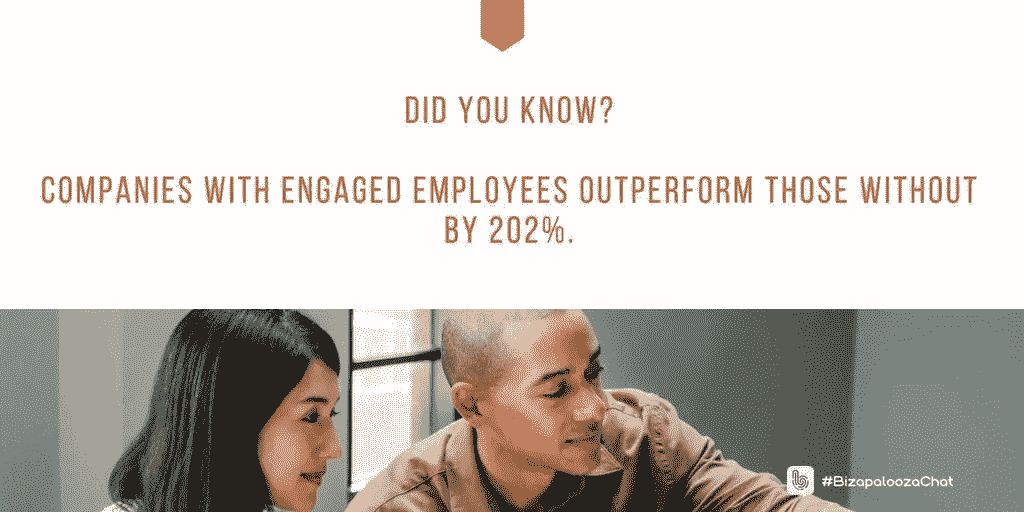 DID YOU KNOW?
COMPANIES WITH ENGAGED EMPLOYEES OUTPERFORM THOSE WITHOUT
BY 202%.
#BizapaloozaChat